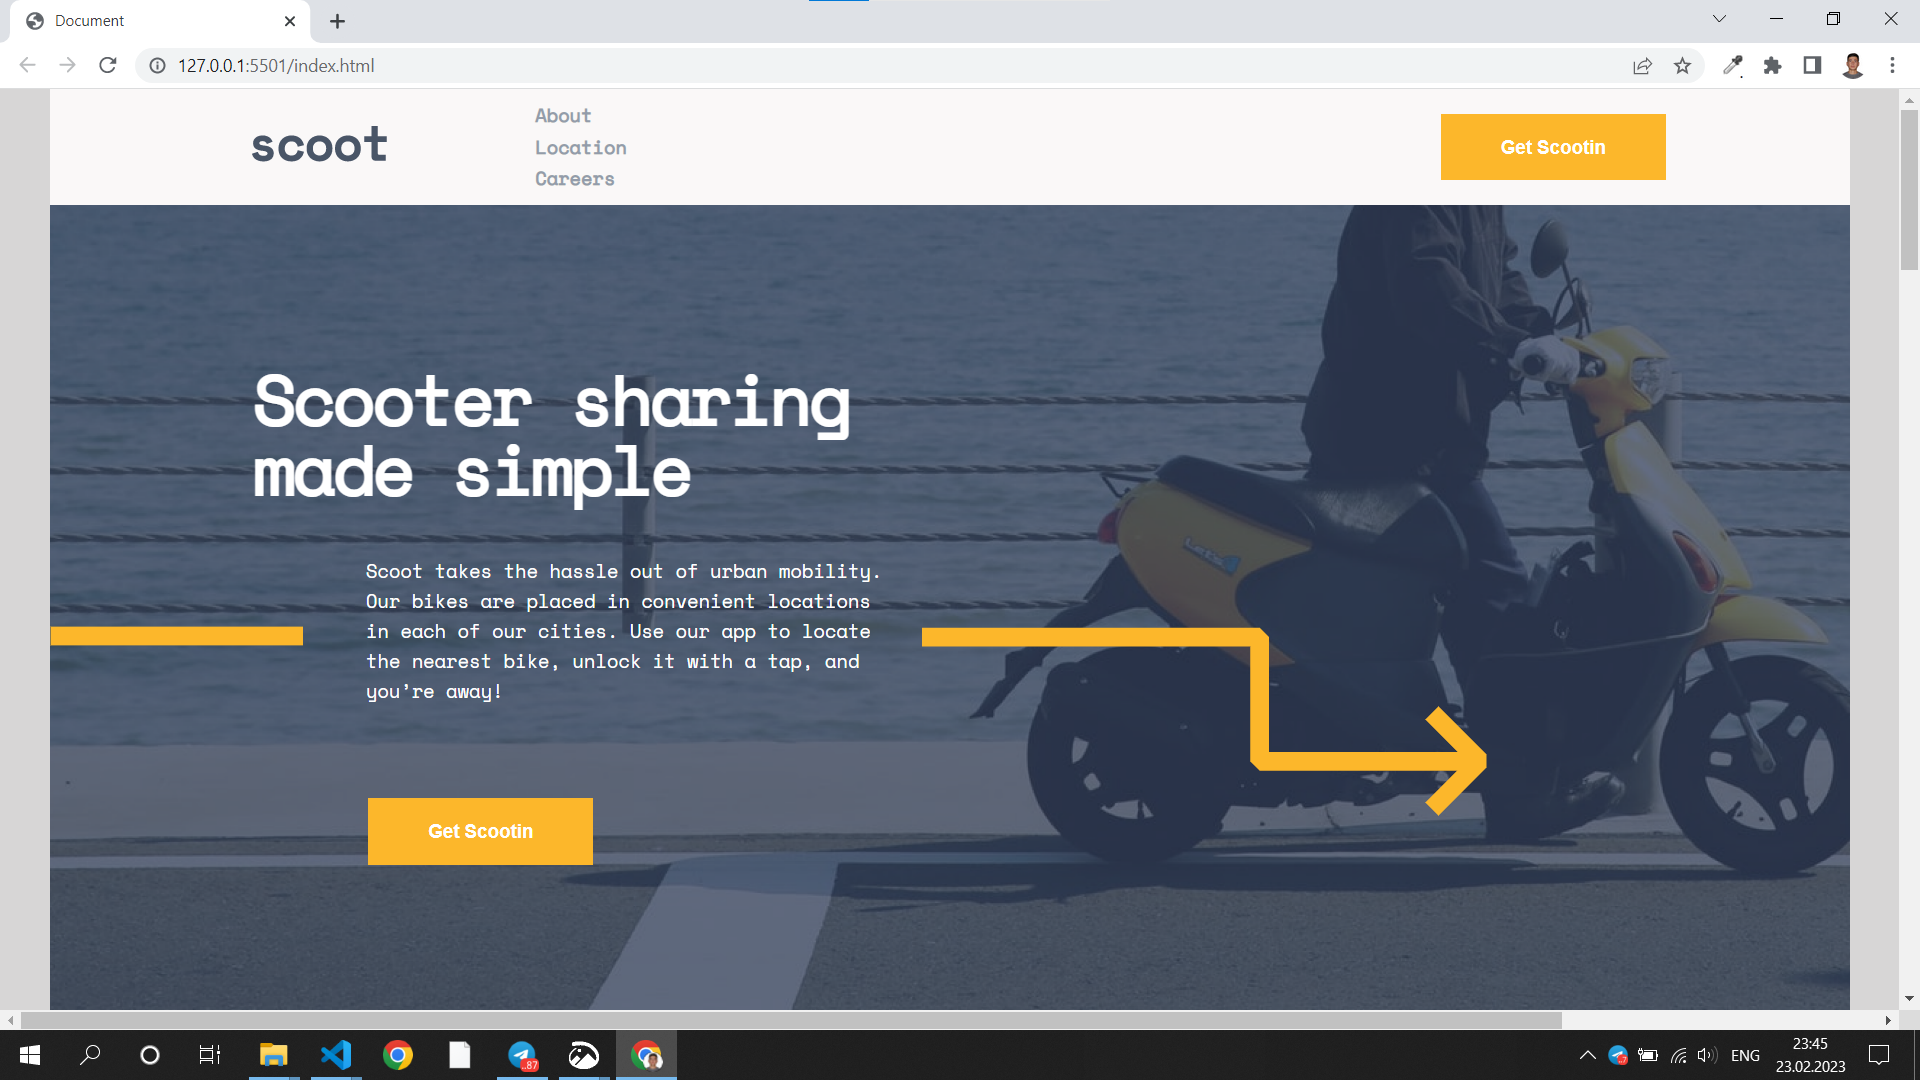 Document
127.0.0.1:5501/index.html
scoot
About
Location
Careers
Get Scootin
Scooter sharing
made simple
Scoot takes the hassle out of urban mobility.
Our bikes are placed in convenient locations
in each of our cities. Use our app to locate
the nearest bike, unlock it with a tap, and
you’re away!
Get Scootin
87
ENG
23:45
23.02.2023